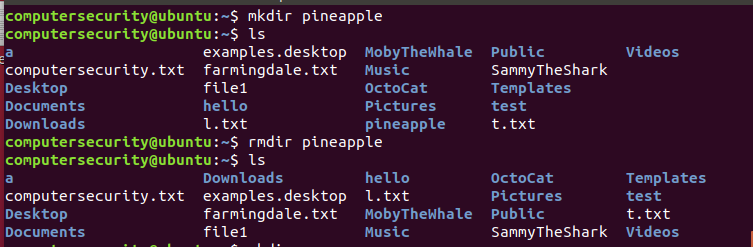 computersecurity@ubuntu:~$ mkdir pineapple
computersecurity@ubuntu:~$ ls
a examples.desktop MobyTheWhale Public Videos
computersecurity.txt farmingdale.txt Music SammyTheShark
Desktop file1 OctoCat Templates
Documents hello Pictures test
Downloads l.txt pineapple t.txt
computersecurity@ubuntu:~$ rmdir pineapple
computersecurity@ubuntu:~$ ls
a Downloads hello OctoCat Templates
computersecurity.txt examples.desktop l.txt Pictures test
Desktop farmingdale.txt MobyTheWhale Public t.txt
Documents file1 Music SammyTheShark Videos
computersecurity@ubuntu:~$ mkdir